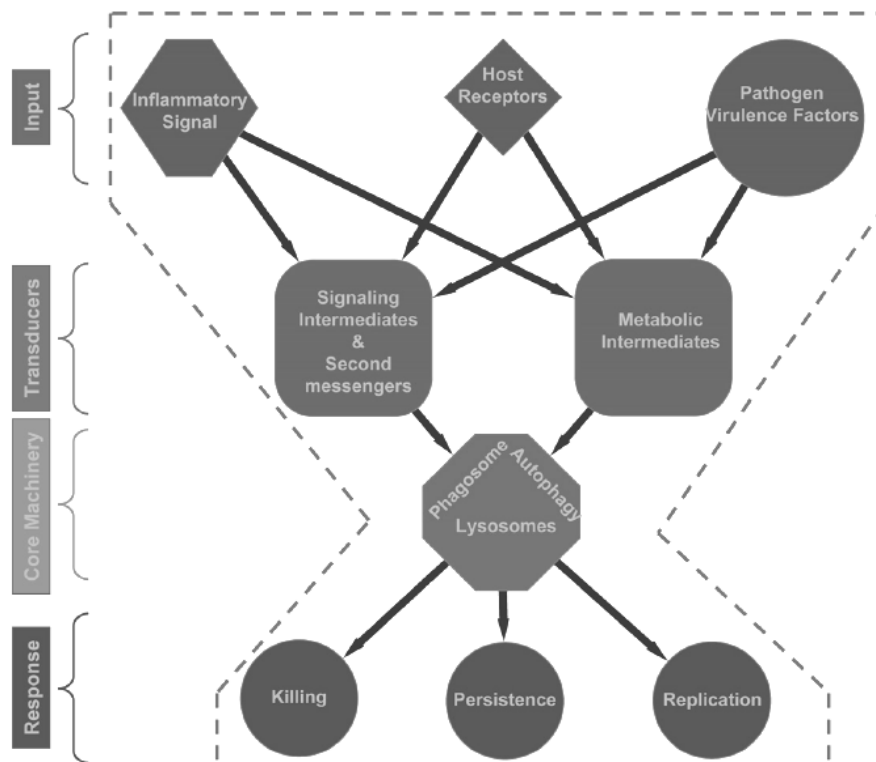 Input
Inflammatory
Signal
Host
Receptors
Pathogen
Virulence Factors
Transducers
Signaling
Intermediates
&
Second
messengers
Metabolic
Intermediates
Core Machinery
Phagosome
Autophagy
Lysosomes
Response
Killing
Persistence
Replication